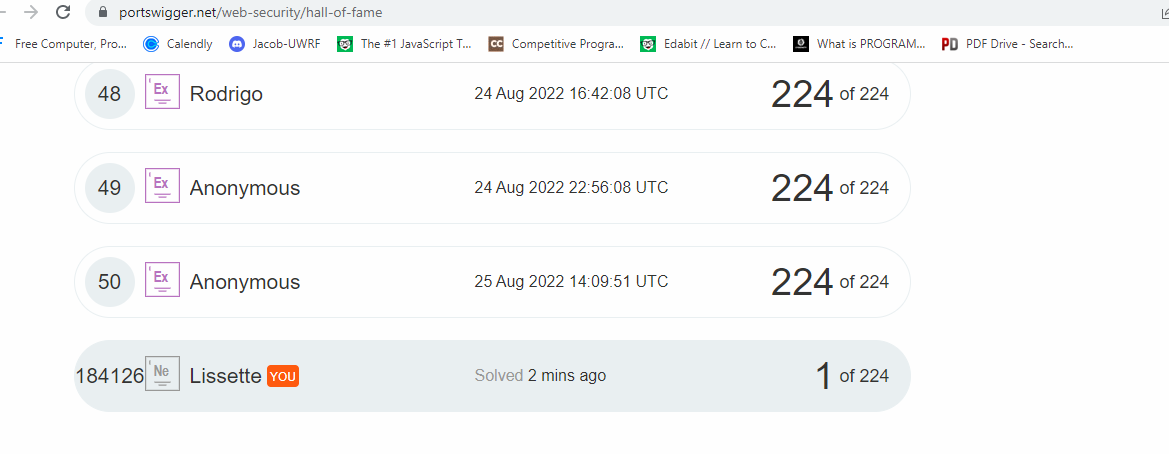 portswigger.net/web-security/hall-of-fame
Free Computer, Pro... Calendly Jacob-UWRF The #1 JavaScript T... CC Competitive Progra... Edabit // Learn to C... What is PROGRAM... PD PDF Drive - Search...
48 Ex Rodrigo 24 Aug 2022 16:42:08 UTC 224 of 224
49 Ex Anonymous 24 Aug 2022 22:56:08 UTC 224 of 224
50 Ex Anonymous 25 Aug 2022 14:09:51 UTC 224 of 224
184126 Ne Lissette YOU Solved 2 mins ago 1 of 224